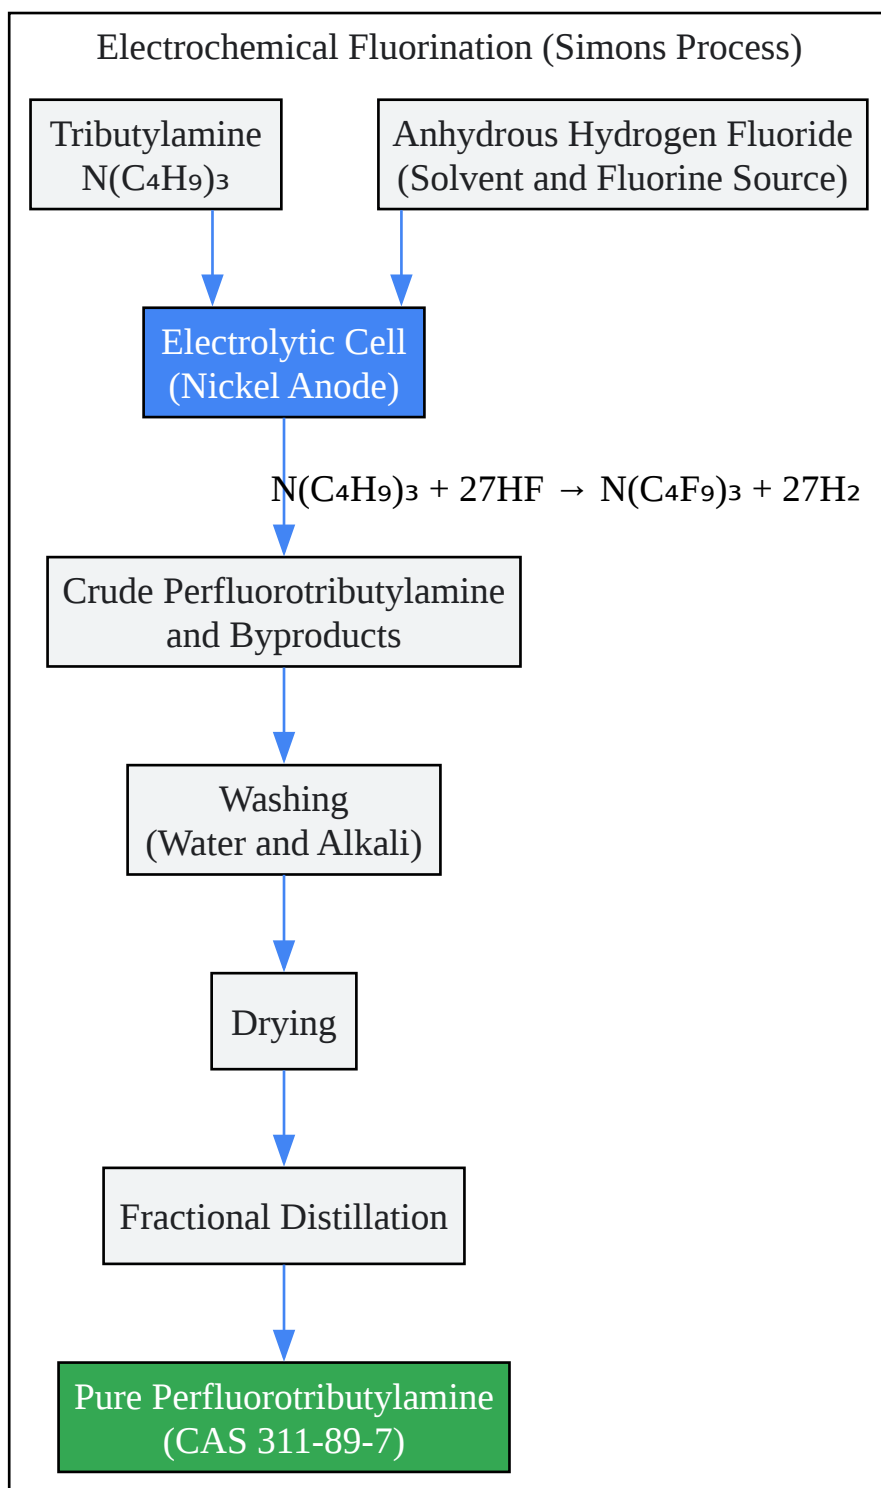 Electrochemical Fluorination (Simons Process)
Tributylamine
N(C₄H₉)₃
Anhydrous Hydrogen Fluoride
(Solvent and Fluorine Source)
Electrolytic Cell
(Nickel Anode)
N(C₄H₉)₃ + 27HF → N(C₄F₉)₃ + 27H₂
Crude Perfluorotributylamine
and Byproducts
Washing
(Water and Alkali)
Drying
Fractional Distillation
Pure Perfluorotributylamine
(CAS 311-89-7)